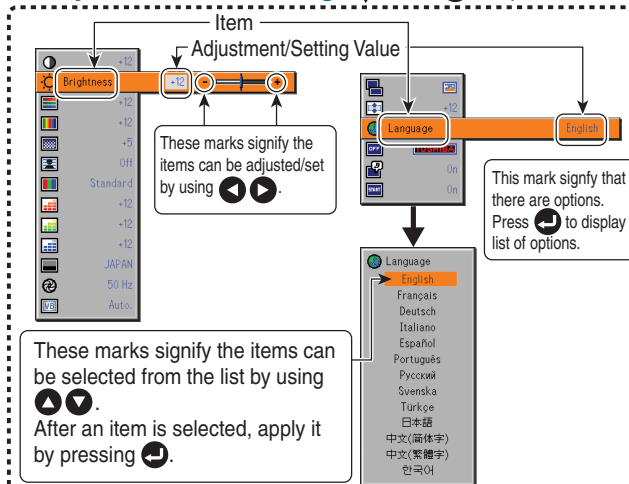 Item
Adjustment/Setting Value
+12
Brightness
+12
-
+
+12
+12
+5
Off
Standard
+12
+12
+12
JAPAN
50 Hz
VB
Auto.
These marks signify the
items can be adjusted/set
by using .
+12
Language
English
OFF
TOSHIBA
On
START
On
This mark signfy that
there are options.
Press to display
list of options.
Language
English
Français
Deutsch
Italiano
Español
Português
Русский
Svenska
Türkçe
日本語
中文(简体字)
中文(繁體字)
한국어
These marks signify the items can
be selected from the list by using
.
After an item is selected, apply it
by pressing .